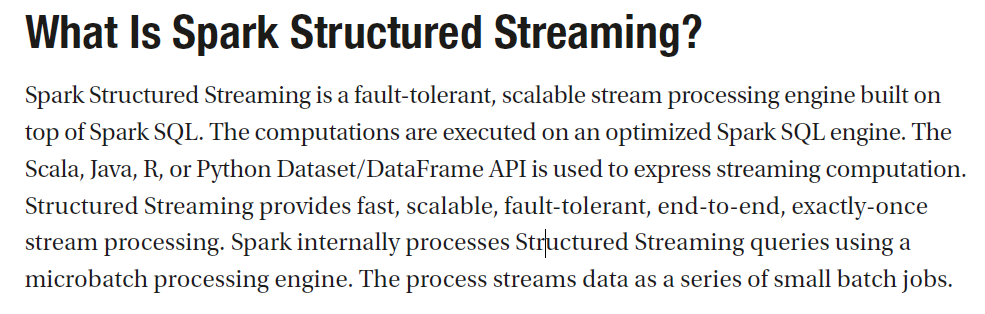 What Is Spark Structured Streaming?
Spark Structured Streaming is a fault-tolerant, scalable stream processing engine built on
top of Spark SQL. The computations are executed on an optimized Spark SQL engine. The
Scala, Java, R, or Python Dataset/DataFrame API is used to express streaming computation.
Structured Streaming provides fast, scalable, fault-tolerant, end-to-end, exactly-once
stream processing. Spark internally processes Structured Streaming queries using a
microbatch processing engine. The process streams data as a series of small batch jobs.